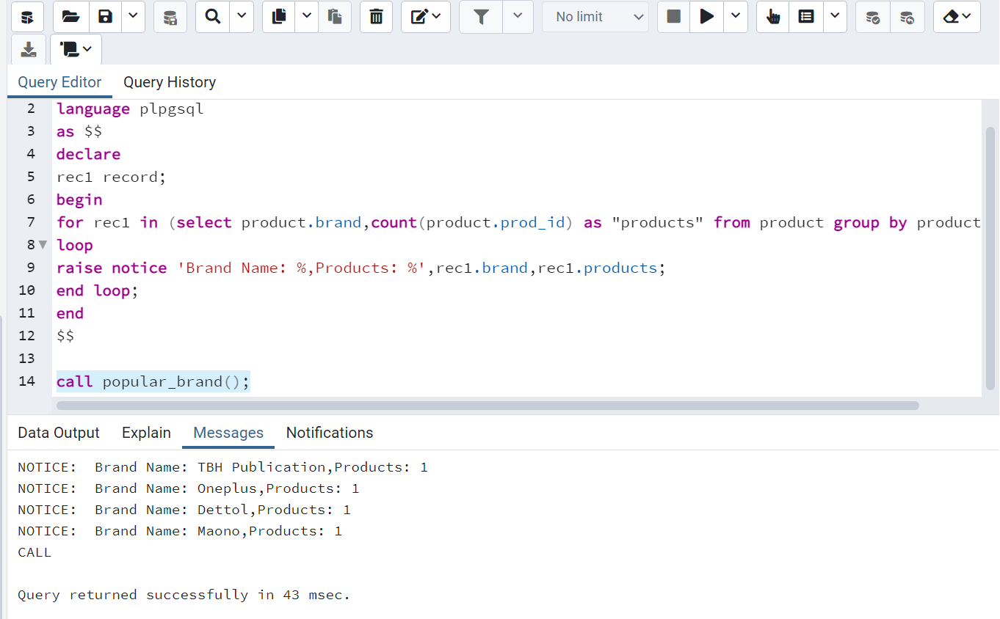 No limit
Query Editor Query History
2 language plpgsql
3 as $$
4 declare
5 rec1 record;
6 begin
7 for rec1 in (select product.brand,count(product.prod_id) as "products" from product group by product
8 loop
9 raise notice 'Brand Name: %,Products: %',rec1.brand,rec1.products;
10 end loop;
11 end
12 $$
13
14 call popular_brand();
Data Output Explain Messages Notifications
NOTICE:  Brand Name: TBH Publication,Products: 1
NOTICE:  Brand Name: Oneplus,Products: 1
NOTICE:  Brand Name: Dettol,Products: 1
NOTICE:  Brand Name: Maono,Products: 1
CALL
Query returned successfully in 43 msec.